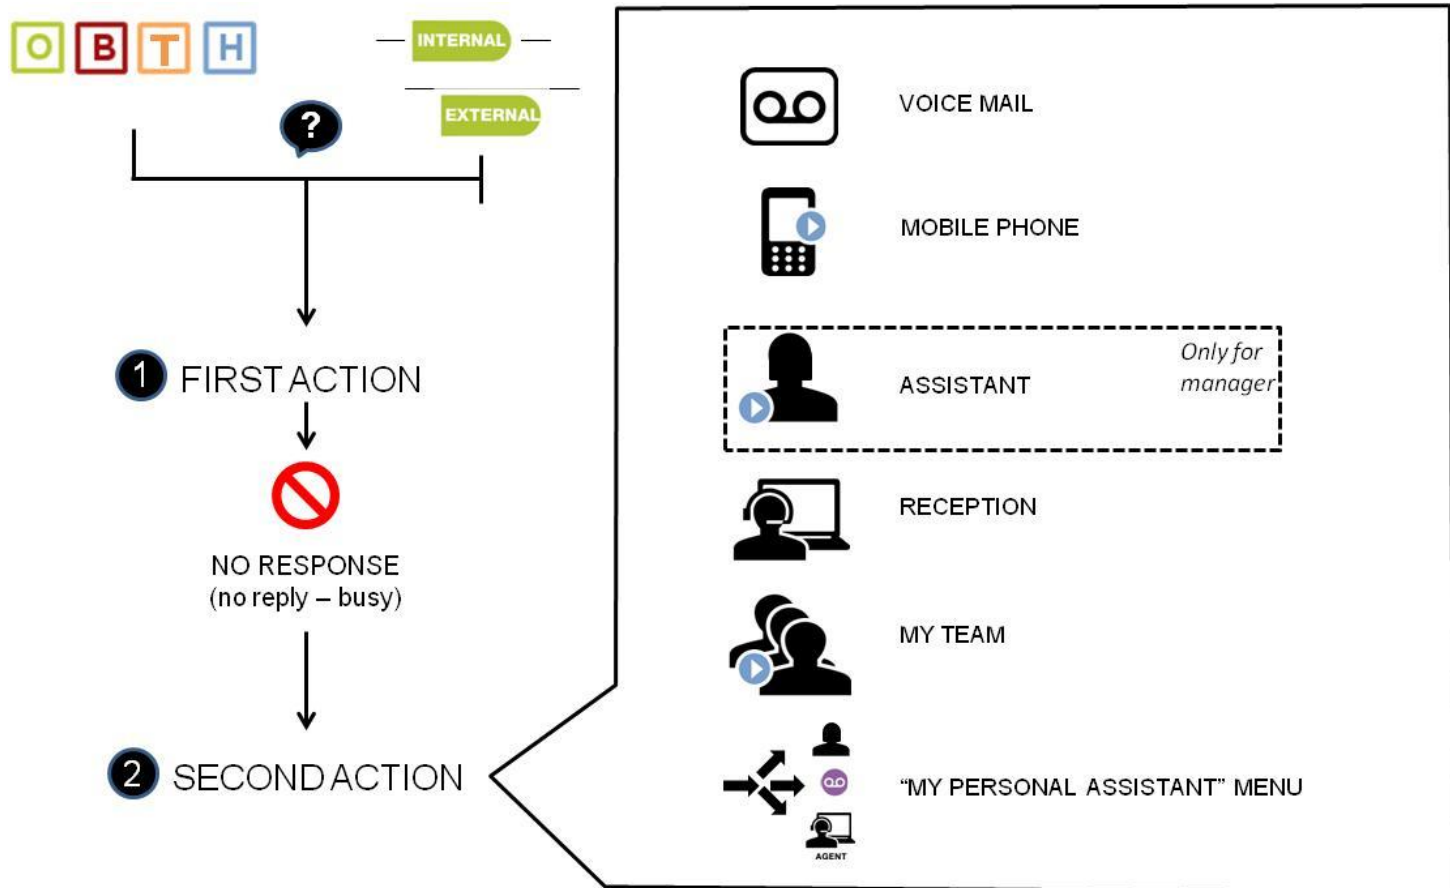 O B T H
INTERNAL
EXTERNAL
?
1 FIRST ACTION
NO RESPONSE
(no reply – busy)
2 SECOND ACTION
VOICE MAIL
MOBILE PHONE
ASSISTANT
Only for
manager
RECEPTION
MY TEAM
“MY PERSONAL ASSISTANT” MENU
AGENT